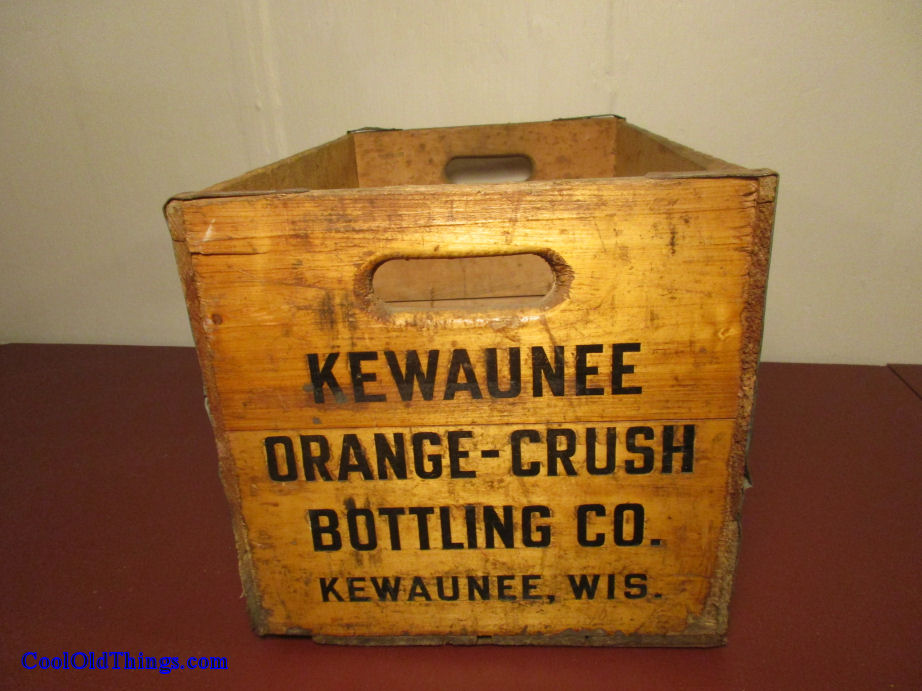 KEWAUNEE
ORANGE-CRUSH
BOTTLING CO.
KEWAUNEE, WIS.
CoolOldThings.com